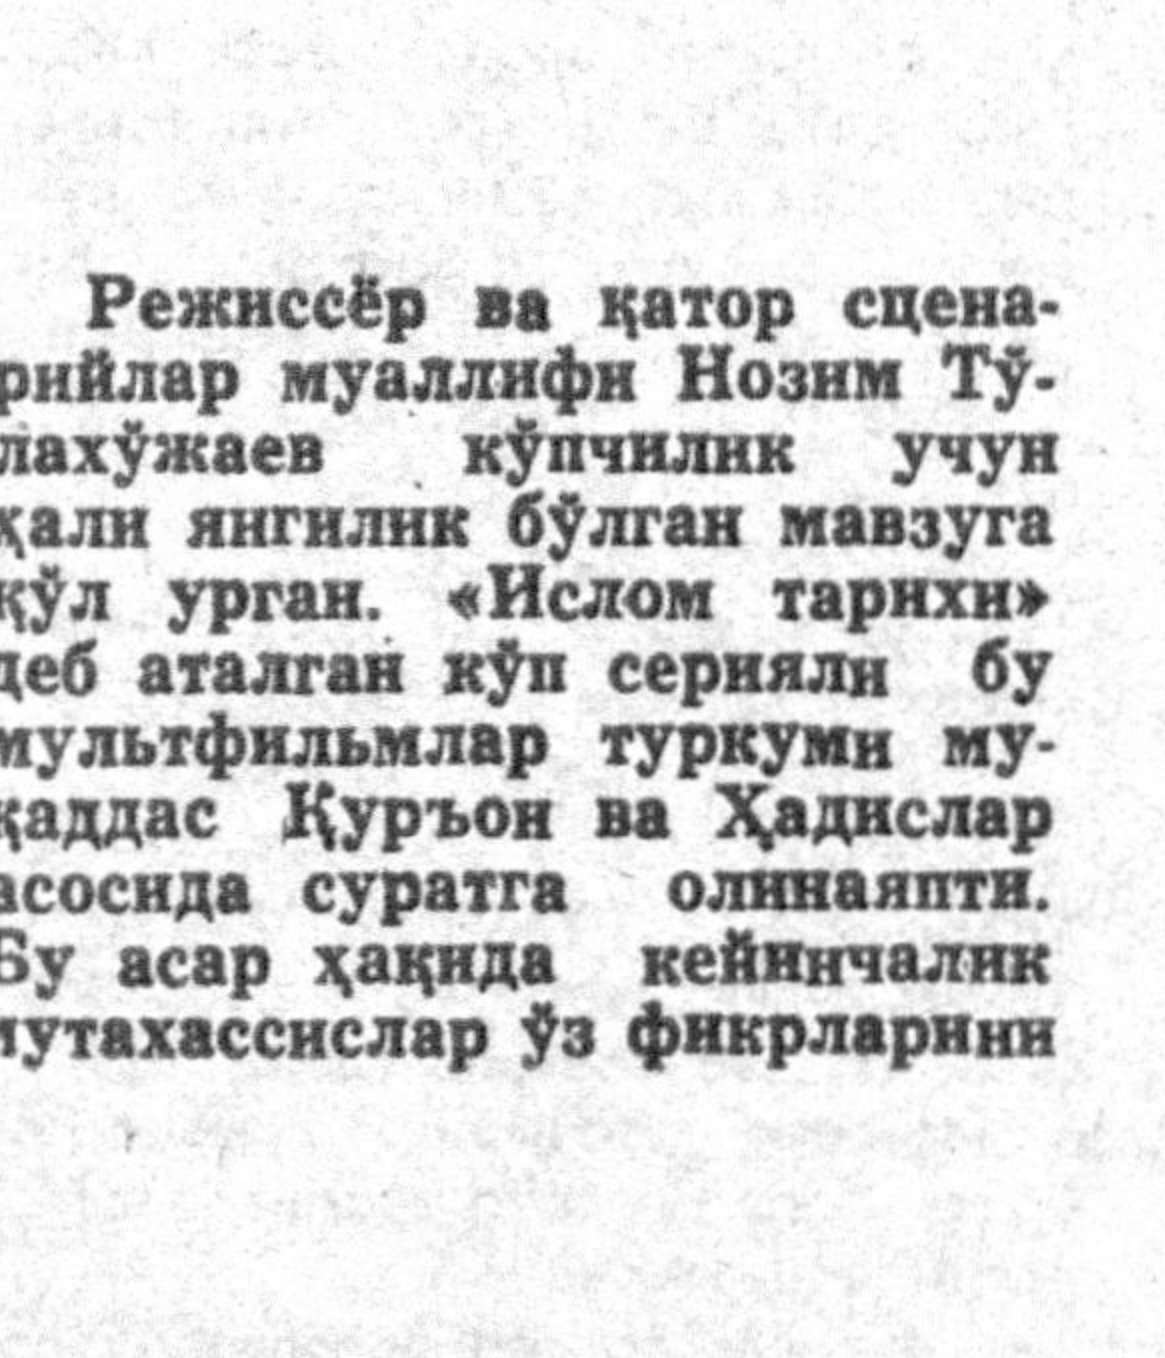 Режиссёр ва қатор сцена-
рийлар муаллифи Нозим Тў-
лахўжаев кўпчилик учун
ҳали янгилик бўлган мавзуга
қўл урган. «Ислом тарихи»
деб аталган кўп серияли бу
мультфильмлар туркуми му-
қаддас Қуръон ва Ҳадислар
асосида суратга олинаяпти.
Бу асар ҳақида кейинчалик
мутахассислар ўз фикрларини